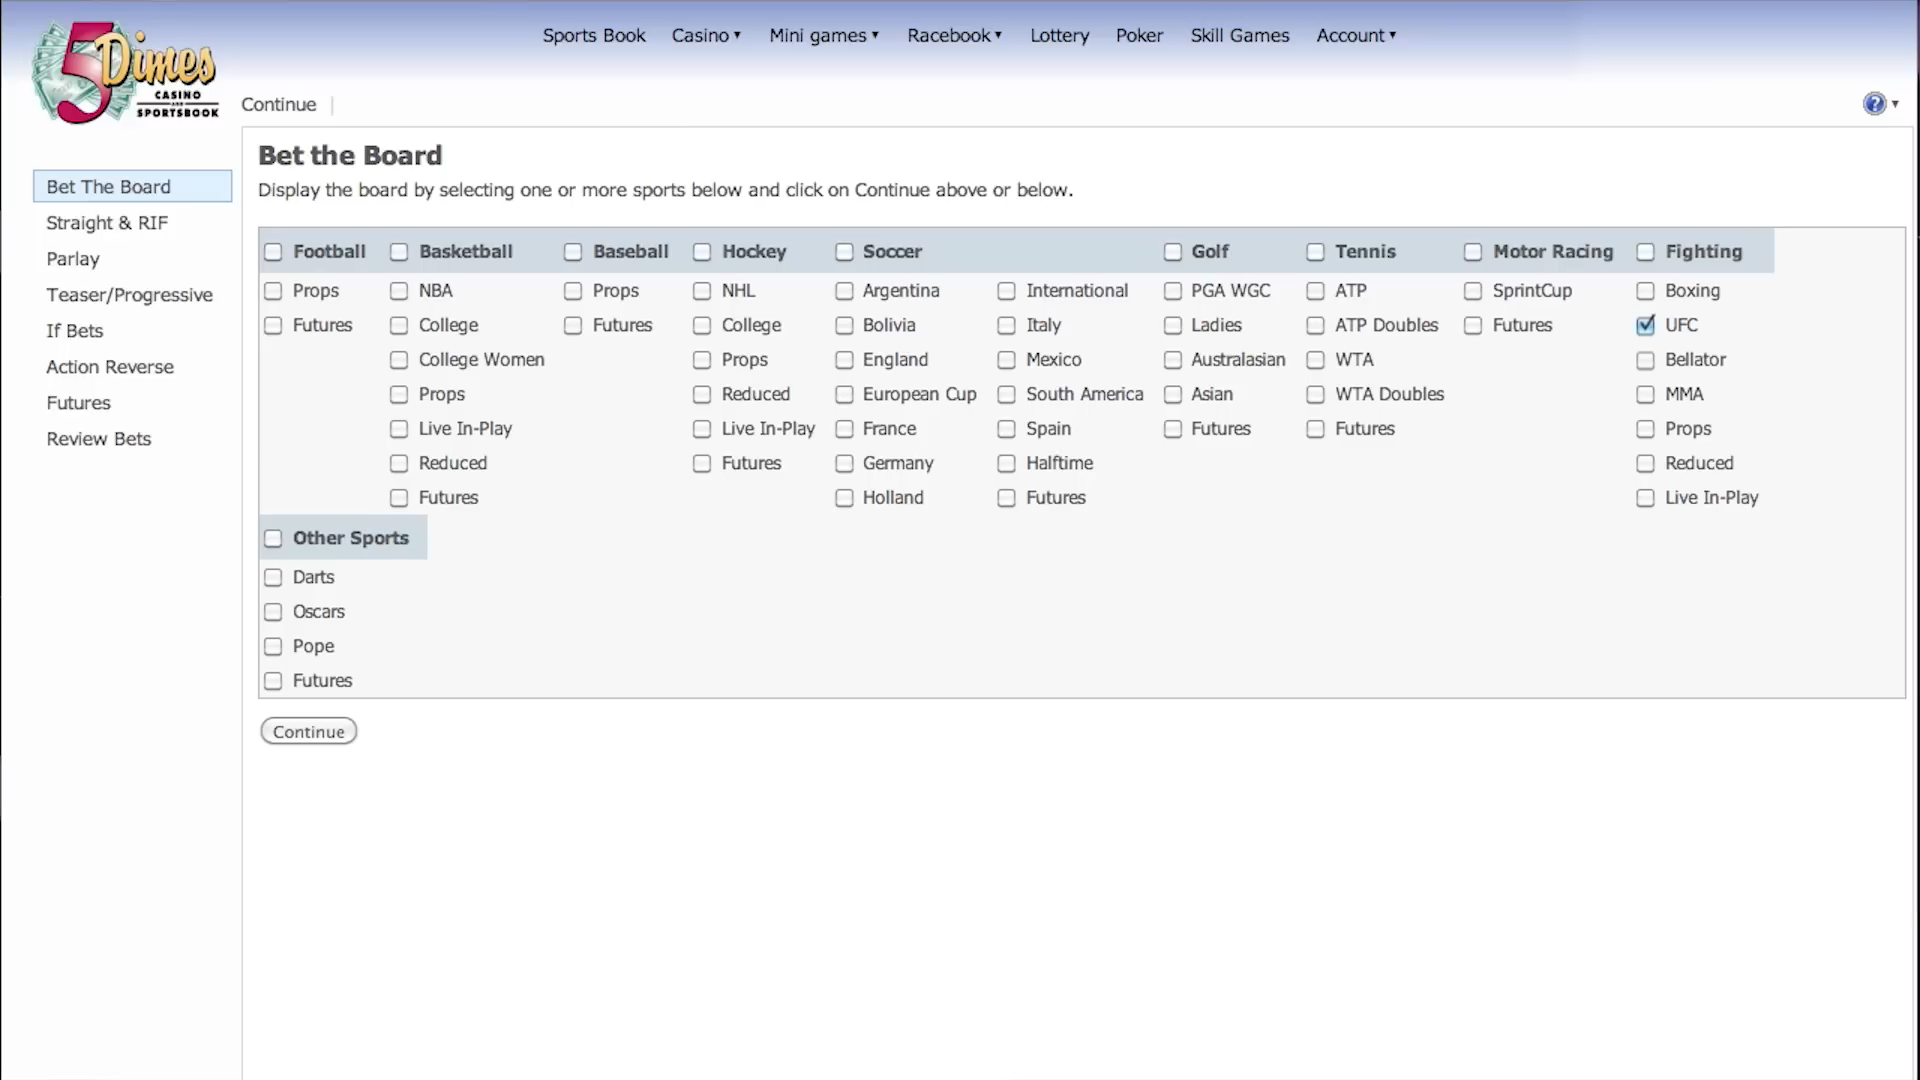 5Dimes
CASINO
AND
SPORTSBOOK
Sports Book Casino Mini games Racebook Lottery Poker Skill Games Account
Continue
Bet The Board
Straight & RIF
Parlay
Teaser/Progressive
If Bets
Action Reverse
Futures
Review Bets
Bet the Board
Display the board by selecting one or more sports below and click on Continue above or below.
Football Basketball Baseball Hockey Soccer Golf Tennis Motor Racing Fighting
Props NBA Props NHL Argentina International PGA WGC ATP SprintCup Boxing
Futures College Futures College Bolivia Italy Ladies ATP Doubles Futures UFC
College Women Props England Mexico Australasian WTA Bellator
Props Reduced European Cup South America Asian WTA Doubles MMA
Live In-Play Live In-Play France Spain Futures Futures Props
Reduced Futures Germany Halftime Reduced
Futures Holland Futures Live In-Play
Other Sports
Darts
Oscars
Pope
Futures
Continue